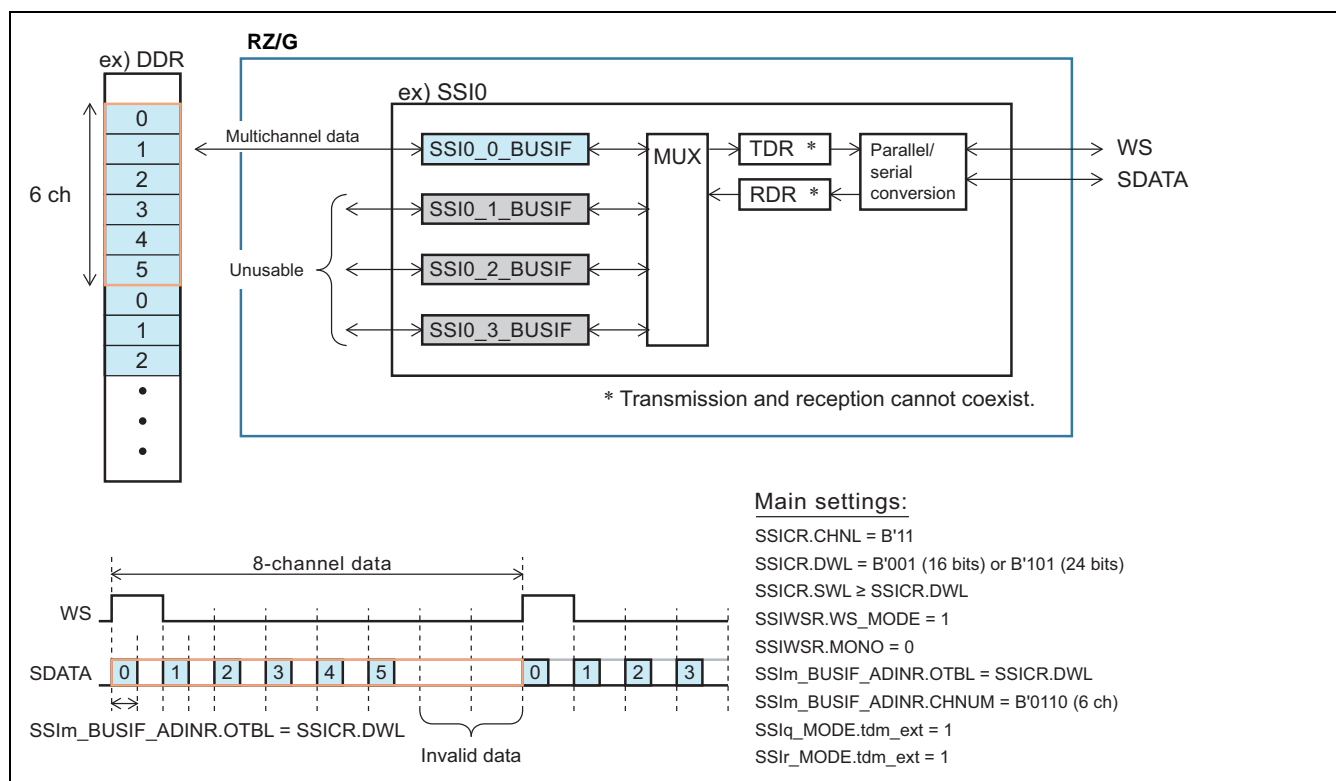 RZ/G
ex) DDR
ex) SSI0
0
1
2
3
4
5
0
1
2
6 ch
Multichannel data
Unusable
SSI0_0_BUSIF
SSI0_1_BUSIF
SSI0_2_BUSIF
SSI0_3_BUSIF
MUX
TDR *
RDR *
Parallel/
serial
conversion
WS
SDATA
* Transmission and reception cannot coexist.
8-channel data
WS
SDATA
0 1 2 3 4 5 0 1 2 3
SSIm_BUSIF_ADINR.OTBL = SSICR.DWL
Invalid data
Main settings:
SSICR.CHNL = B'11
SSICR.DWL = B'001 (16 bits) or B'101 (24 bits)
SSICR.SWL ≥ SSICR.DWL
SSIWSR.WS_MODE = 1
SSIWSR.MONO = 0
SSIm_BUSIF_ADINR.OTBL = SSICR.DWL
SSIm_BUSIF_ADINR.CHNUM = B'0110 (6 ch)
SSIq_MODE.tdm_ext = 1
SSIr_MODE.tdm_ext = 1